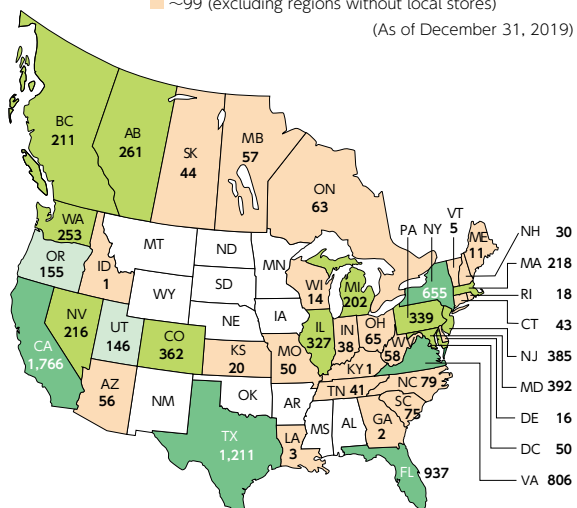 ~99 (excluding regions without local stores)
(As of December 31, 2019)
BC
211
AB
261
SK
44
MB
57
ON
63
WA
253
OR
155
ID
1
MT
ND
MN
WI
14
MI
202
PA
339
NY
655
VT
5
ME
11
NH 30
MA 218
RI 18
CT 43
NJ 385
MD 392
DE 16
DC 50
VA 806
CA
1,766
NV
216
UT
146
WY
SD
NE
IA
CO
362
KS
20
MO
50
IL
327
IN
38
OH
65
WV
58
KY 1
AZ
56
NM
OK
AR
TN 41
NC 79
SC
75
TX
1,211
LA
3
MS
AL
GA
2
FL 937